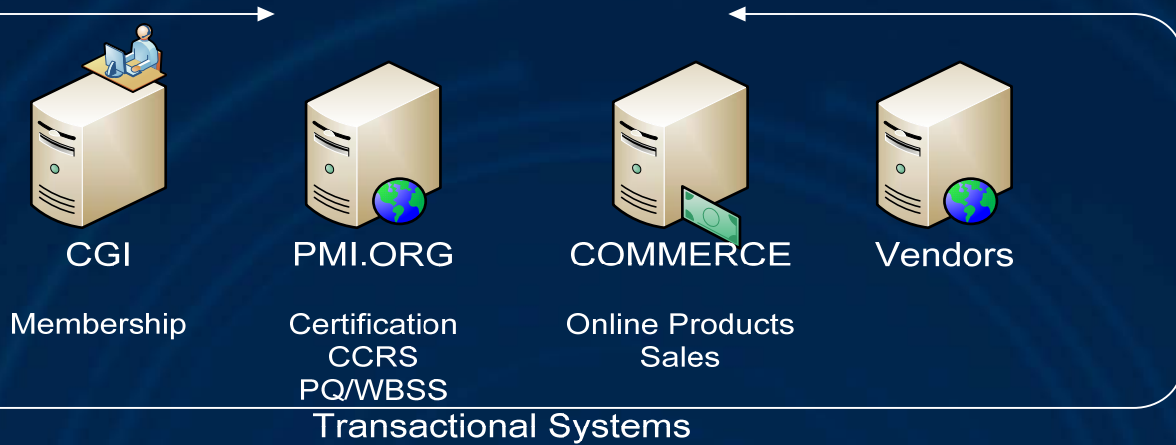 CGI
Membership
PMI.ORG
Certification
CCRS
PQ/WBSS
COMMERCE
Online Products
Sales
Vendors
Transactional Systems